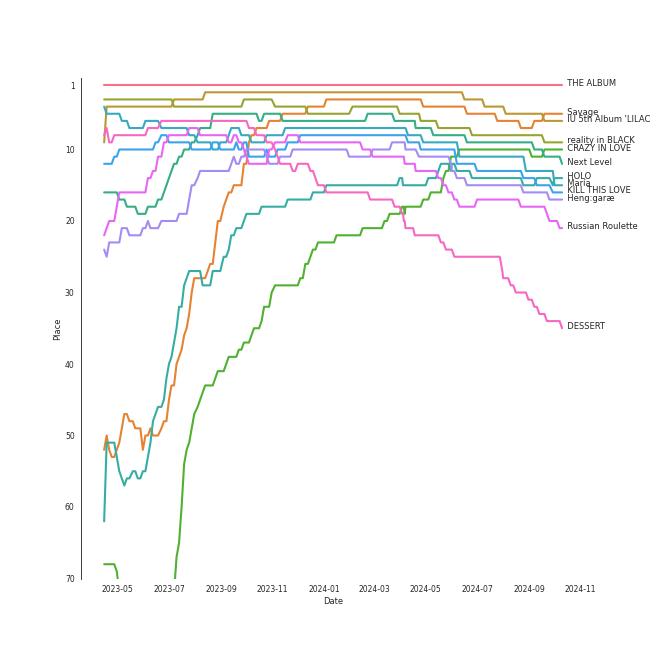 THE ALBUM
Savage
IU 5th Album 'LILAC
reality in BLACK
CRAZY IN LOVE
Next Level
HOLO
Maria
KILL THIS LOVE
Heng:garæ
Russian Roulette
DESSERT
1
10
20
30
40
50
60
70
Place
2023-05
2023-07
2023-09
2023-11
2024-01
2024-03
2024-05
2024-07
2024-09
2024-11
Date